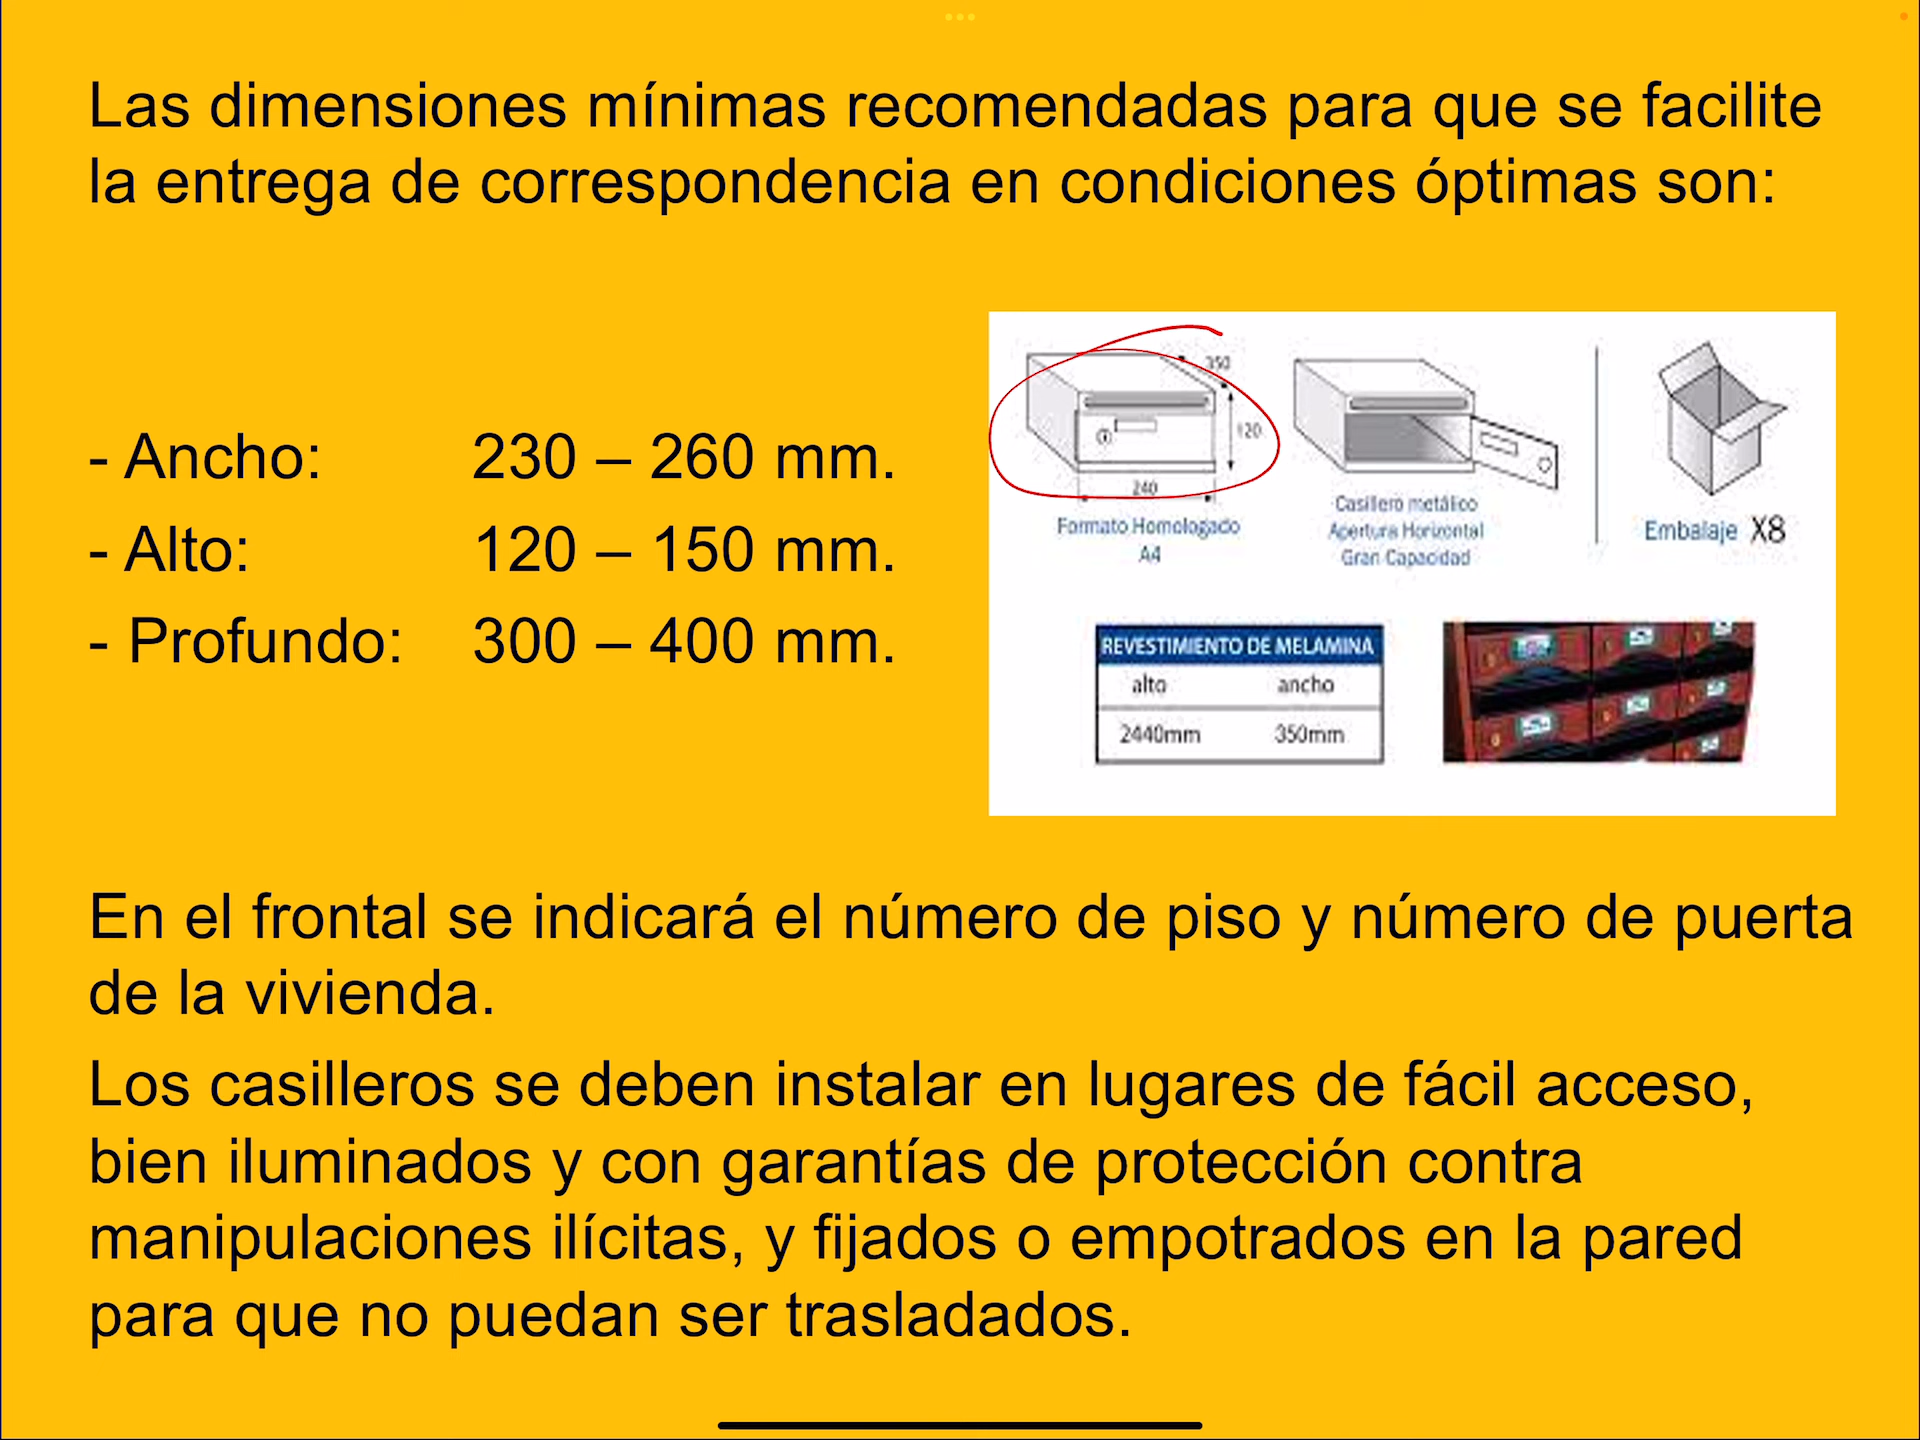 Las dimensiones mínimas recomendadas para que se facilite
la entrega de correspondencia en condiciones óptimas son:
- Ancho: 230 – 260 mm.
- Alto: 120 – 150 mm.
- Profundo: 300 – 400 mm.
350
120
240
Formato Homologado
A4
Casillero metálico
Apertura Horizontal
Gran Capacidad
Embalaje X8
REVESTIMIENTO DE MELAMINA
alto ancho
2440mm 350mm
En el frontal se indicará el número de piso y número de puerta
de la vivienda.
Los casilleros se deben instalar en lugares de fácil acceso,
bien iluminados y con garantías de protección contra
manipulaciones ilícitas, y fijados o empotrados en la pared
para que no puedan ser trasladados.